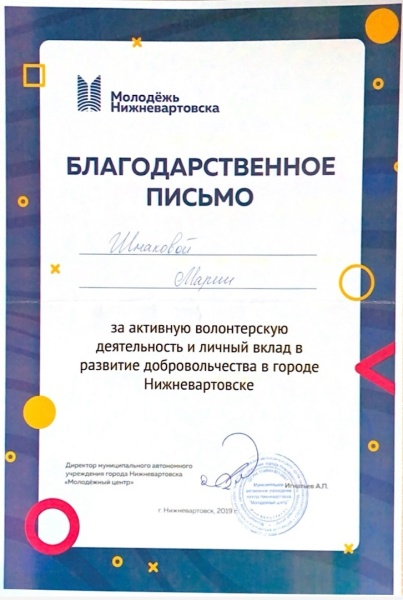 Молодёжь
Нижневартовска
БЛАГОДАРСТВЕННОЕ
ПИСЬМО
Шмаковой
Марии
за активную волонтерскую
деятельность и личный вклад в
развитие добровольчества в городе
Нижневартовске
Директор муниципального автономного
учреждения города Нижневартовска
«Молодёжный центр»
Игнатьев А.П.
г. Нижневартовск, 2019 г.